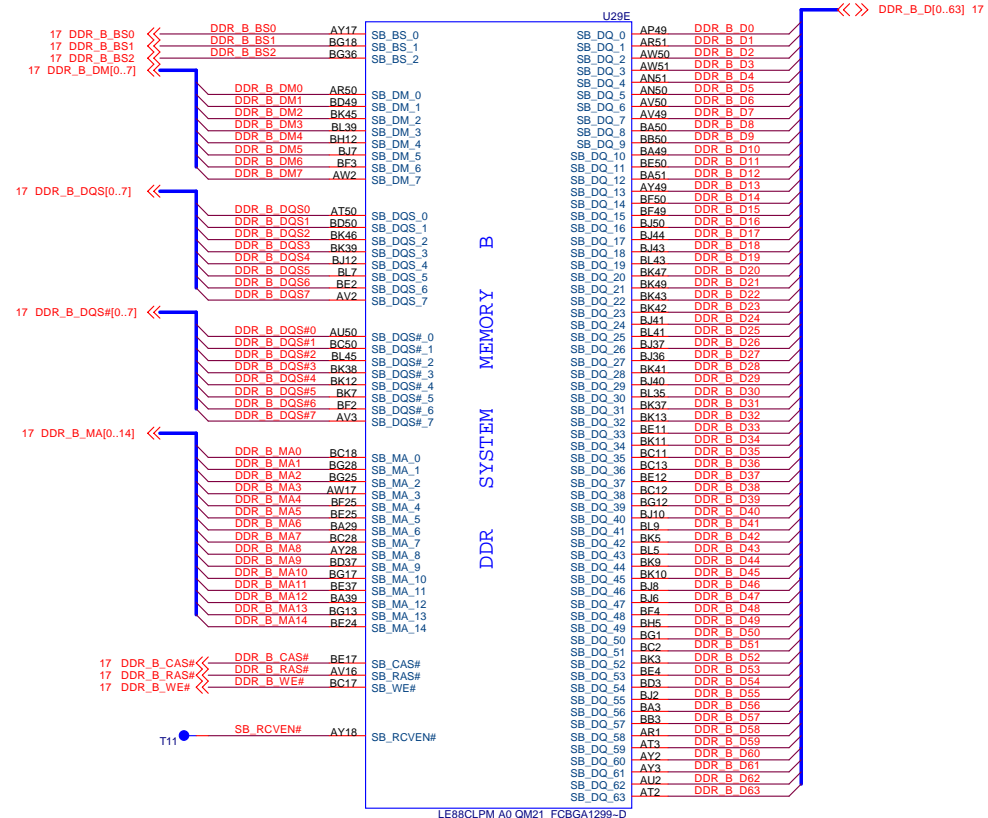 U29E
DDR_B_D[0..63] 17
17 DDR_B_BS0
17 DDR_B_BS1
17 DDR_B_BS2
17 DDR_B_DM[0..7]
DDR_B_BS0 AY17 SB_BS_0
DDR_B_BS1 BG18 SB_BS_1
DDR_B_BS2 BG36 SB_BS_2
DDR_B_DM0 AR50 SB_DM_0
DDR_B_DM1 BD49 SB_DM_1
DDR_B_DM2 BK45 SB_DM_2
DDR_B_DM3 BL39 SB_DM_3
DDR_B_DM4 BH12 SB_DM_4
DDR_B_DM5 BJ7 SB_DM_5
DDR_B_DM6 BF3 SB_DM_6
DDR_B_DM7 AW2 SB_DM_7
17 DDR_B_DQS[0..7]
DDR_B_DQS0 AT50 SB_DQS_0
DDR_B_DQS1 BD50 SB_DQS_1
DDR_B_DQS2 BK46 SB_DQS_2
DDR_B_DQS3 BK39 SB_DQS_3
DDR_B_DQS4 BJ12 SB_DQS_4
DDR_B_DQS5 BL7 SB_DQS_5
DDR_B_DQS6 BE2 SB_DQS_6
DDR_B_DQS7 AV2 SB_DQS_7
17 DDR_B_DQS#[0..7]
DDR_B_DQS#0 AU50 SB_DQS#_0
DDR_B_DQS#1 BC50 SB_DQS#_1
DDR_B_DQS#2 BL45 SB_DQS#_2
DDR_B_DQS#3 BK38 SB_DQS#_3
DDR_B_DQS#4 BK12 SB_DQS#_4
DDR_B_DQS#5 BK7 SB_DQS#_5
DDR_B_DQS#6 BF2 SB_DQS#_6
DDR_B_DQS#7 AV3 SB_DQS#_7
17 DDR_B_MA[0..14]
DDR_B_MA0 BC18 SB_MA_0
DDR_B_MA1 BG28 SB_MA_1
DDR_B_MA2 BG25 SB_MA_2
DDR_B_MA3 AW17 SB_MA_3
DDR_B_MA4 BF25 SB_MA_4
DDR_B_MA5 BE25 SB_MA_5
DDR_B_MA6 BA29 SB_MA_6
DDR_B_MA7 BC28 SB_MA_7
DDR_B_MA8 AY28 SB_MA_8
DDR_B_MA9 BD37 SB_MA_9
DDR_B_MA10 BG17 SB_MA_10
DDR_B_MA11 BE37 SB_MA_11
DDR_B_MA12 BA39 SB_MA_12
DDR_B_MA13 BG13 SB_MA_13
DDR_B_MA14 BE24 SB_MA_14
17 DDR_B_CAS#
17 DDR_B_RAS#
17 DDR_B_WE#
DDR_B_CAS# BE17 SB_CAS#
DDR_B_RAS# AV16 SB_RAS#
DDR_B_WE# BC17 SB_WE#
T11 SB_RCVEN# AY18 SB_RCVEN#
DDR SYSTEM MEMORY B
SB_DQ_0 AP49 DDR_B_D0
SB_DQ_1 AR51 DDR_B_D1
SB_DQ_2 AW50 DDR_B_D2
SB_DQ_3 AW51 DDR_B_D3
SB_DQ_4 AN51 DDR_B_D4
SB_DQ_5 AN50 DDR_B_D5
SB_DQ_6 AV50 DDR_B_D6
SB_DQ_7 AV49 DDR_B_D7
SB_DQ_8 BA50 DDR_B_D8
SB_DQ_9 BB50 DDR_B_D9
SB_DQ_10 BA49 DDR_B_D10
SB_DQ_11 BE50 DDR_B_D11
SB_DQ_12 BA51 DDR_B_D12
SB_DQ_13 AY49 DDR_B_D13
SB_DQ_14 BF50 DDR_B_D14
SB_DQ_15 BF49 DDR_B_D15
SB_DQ_16 BJ50 DDR_B_D16
SB_DQ_17 BJ44 DDR_B_D17
SB_DQ_18 BJ43 DDR_B_D18
SB_DQ_19 BL43 DDR_B_D19
SB_DQ_20 BK47 DDR_B_D20
SB_DQ_21 BK49 DDR_B_D21
SB_DQ_22 BK43 DDR_B_D22
SB_DQ_23 BK42 DDR_B_D23
SB_DQ_24 BJ41 DDR_B_D24
SB_DQ_25 BL41 DDR_B_D25
SB_DQ_26 BJ37 DDR_B_D26
SB_DQ_27 BJ36 DDR_B_D27
SB_DQ_28 BK41 DDR_B_D28
SB_DQ_29 BJ40 DDR_B_D29
SB_DQ_30 BL35 DDR_B_D30
SB_DQ_31 BK37 DDR_B_D31
SB_DQ_32 BK13 DDR_B_D32
SB_DQ_33 BE11 DDR_B_D33
SB_DQ_34 BK11 DDR_B_D34
SB_DQ_35 BC11 DDR_B_D35
SB_DQ_36 BC13 DDR_B_D36
SB_DQ_37 BE12 DDR_B_D37
SB_DQ_38 BC12 DDR_B_D38
SB_DQ_39 BG12 DDR_B_D39
SB_DQ_40 BJ10 DDR_B_D40
SB_DQ_41 BL9 DDR_B_D41
SB_DQ_42 BK5 DDR_B_D42
SB_DQ_43 BL5 DDR_B_D43
SB_DQ_44 BK9 DDR_B_D44
SB_DQ_45 BK10 DDR_B_D45
SB_DQ_46 BJ8 DDR_B_D46
SB_DQ_47 BJ6 DDR_B_D47
SB_DQ_48 BF4 DDR_B_D48
SB_DQ_49 BH5 DDR_B_D49
SB_DQ_50 BG1 DDR_B_D50
SB_DQ_51 BC2 DDR_B_D51
SB_DQ_52 BK3 DDR_B_D52
SB_DQ_53 BE4 DDR_B_D53
SB_DQ_54 BD3 DDR_B_D54
SB_DQ_55 BJ2 DDR_B_D55
SB_DQ_56 BA3 DDR_B_D56
SB_DQ_57 BB3 DDR_B_D57
SB_DQ_58 AR1 DDR_B_D58
SB_DQ_59 AT3 DDR_B_D59
SB_DQ_60 AY2 DDR_B_D60
SB_DQ_61 AY3 DDR_B_D61
SB_DQ_62 AU2 DDR_B_D62
SB_DQ_63 AT2 DDR_B_D63
LE88CLPM A0 QM21 FCBGA1299~D